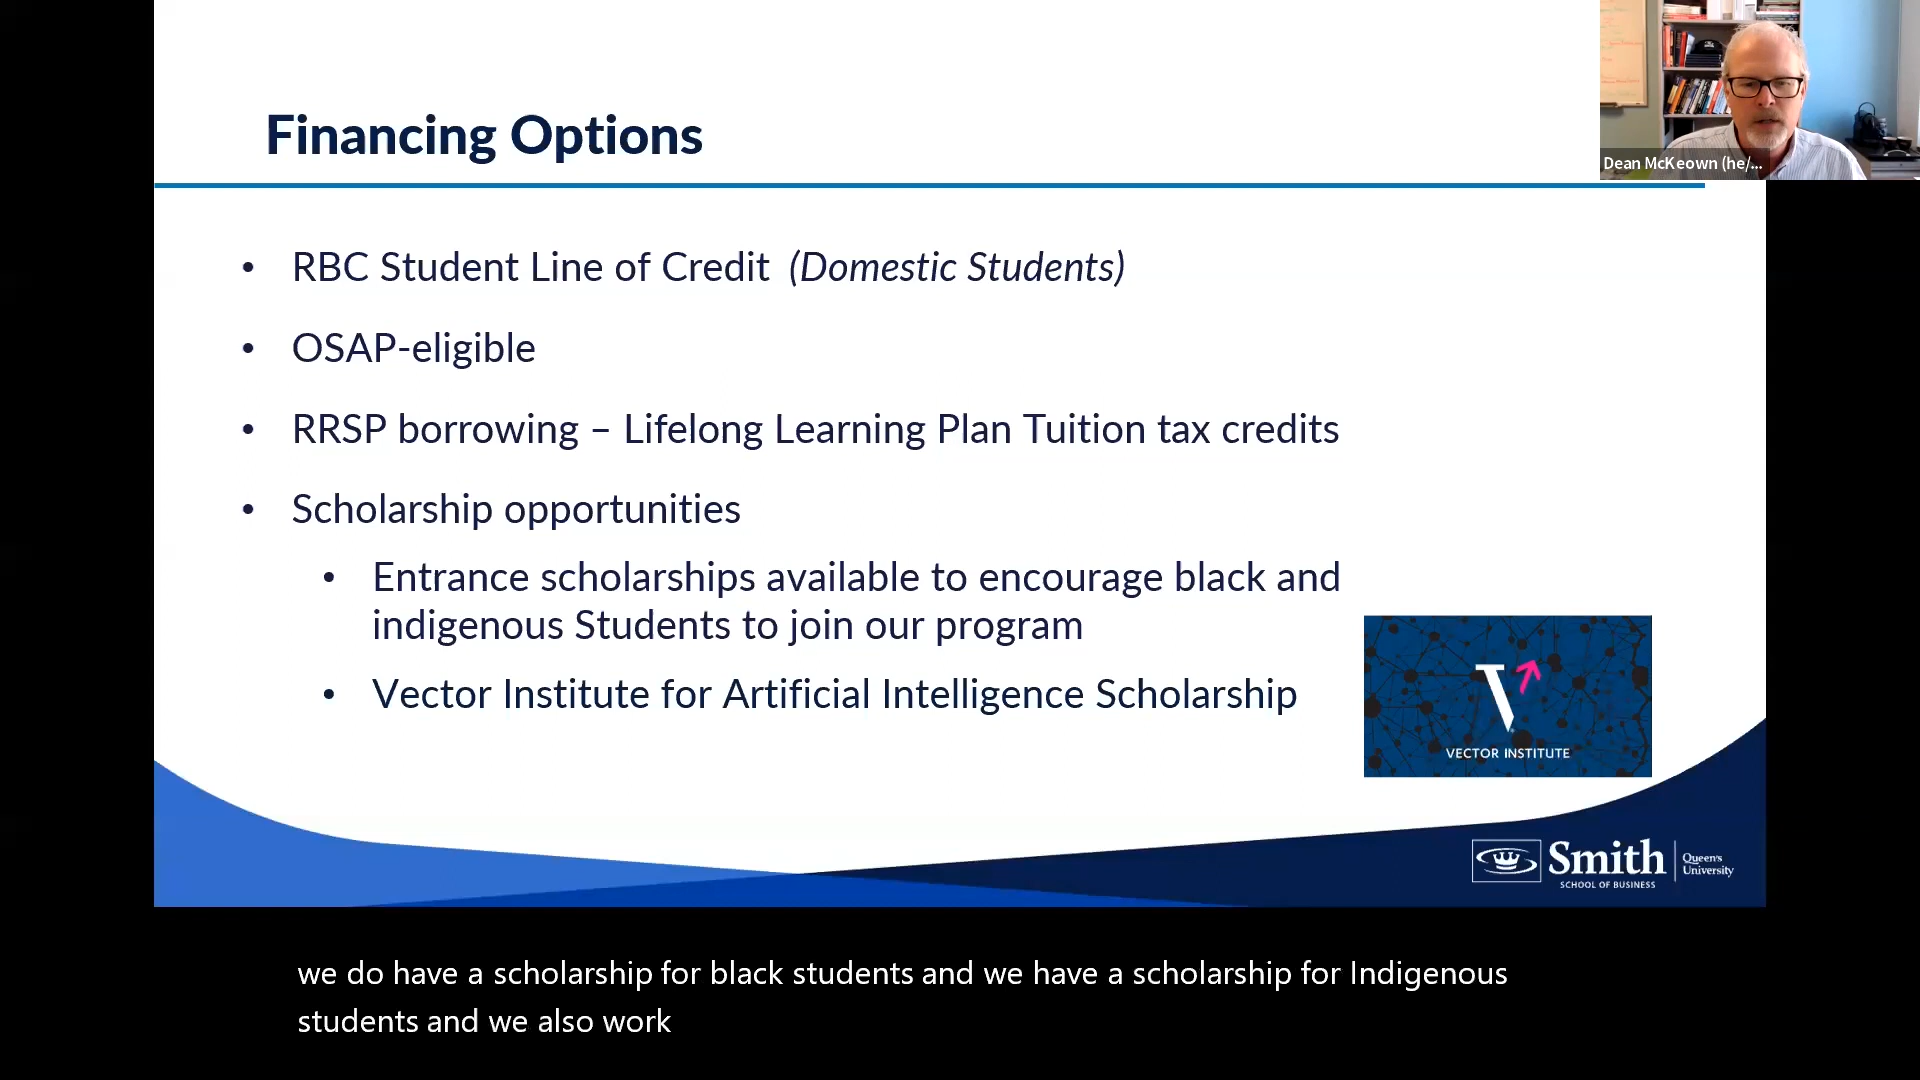 Financing Options
Dean McKeown (he/...
• RBC Student Line of Credit (Domestic Students)
• OSAP-eligible
• RRSP borrowing – Lifelong Learning Plan Tuition tax credits
• Scholarship opportunities
• Entrance scholarships available to encourage black and
indigenous Students to join our program
• Vector Institute for Artificial Intelligence Scholarship
VECTOR INSTITUTE
Smith
SCHOOL OF BUSINESS
Queen's
University
we do have a scholarship for black students and we have a scholarship for Indigenous
students and we also work